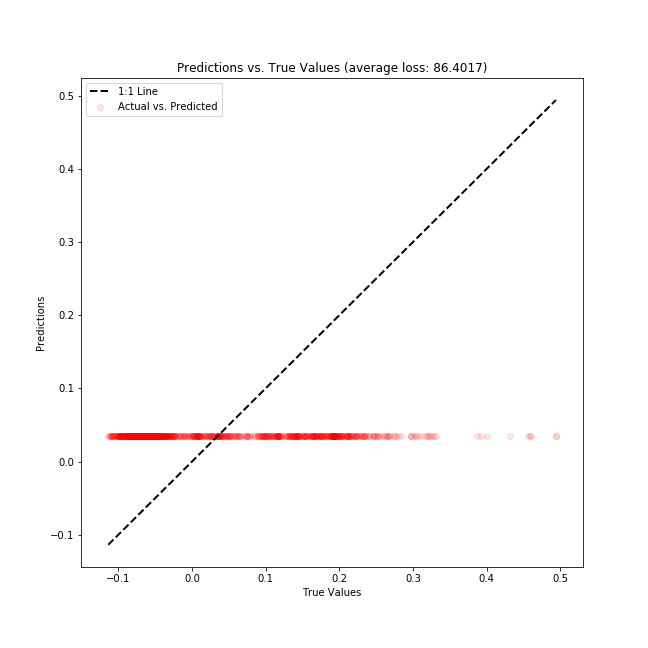 Predictions vs. True Values (average loss: 86.4017)
1:1 Line
Actual vs. Predicted
0.5
0.4
0.3
0.2
0.1
0.0
−0.1
Predictions
−0.1 0.0 0.1 0.2 0.3 0.4 0.5
True Values